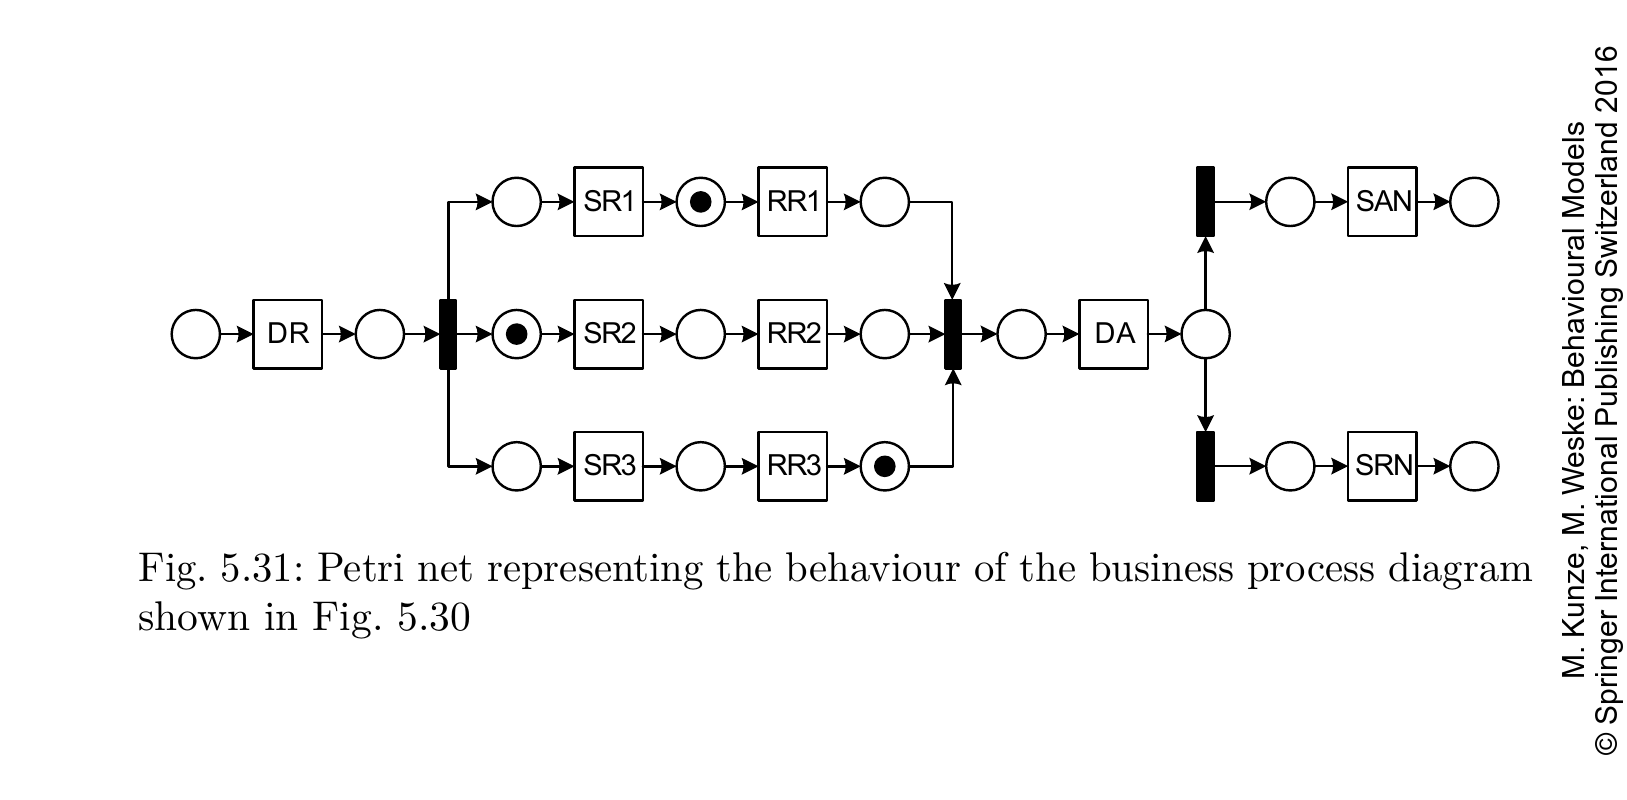 SR1 RR1 SAN
DR SR2 RR2 DA
SR3 RR3 SRN
Fig. 5.31: Petri net representing the behaviour of the business process diagram
shown in Fig. 5.30
M. Kunze, M. Weske: Behavioural Models
© Springer International Publishing Switzerland 2016